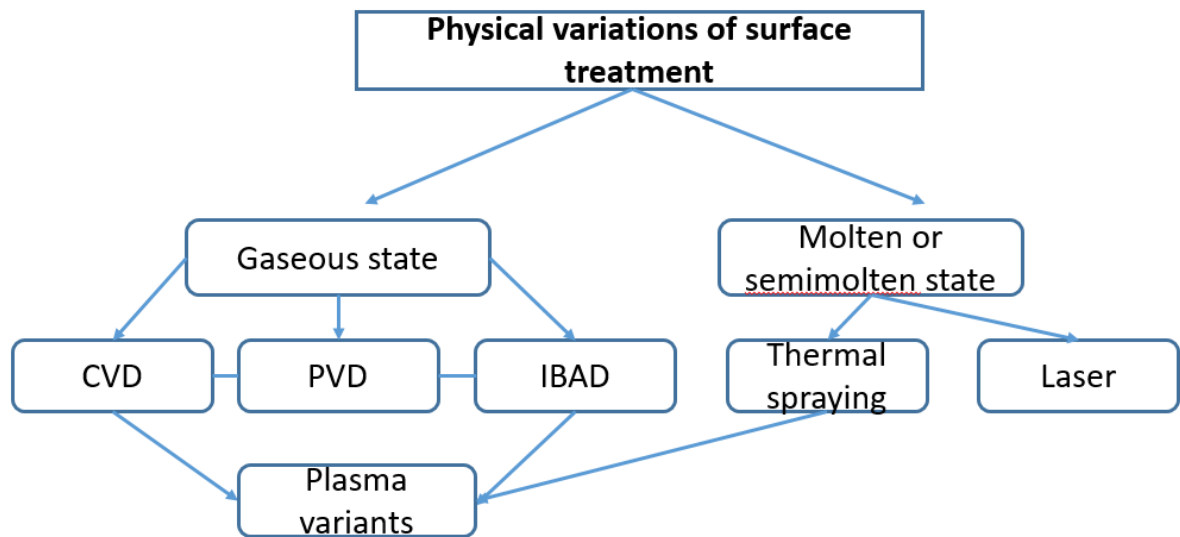 Physical variations of surface
treatment
Gaseous state
Molten or
semimolten state
CVD
PVD
IBAD
Thermal
spraying
Laser
Plasma
variants